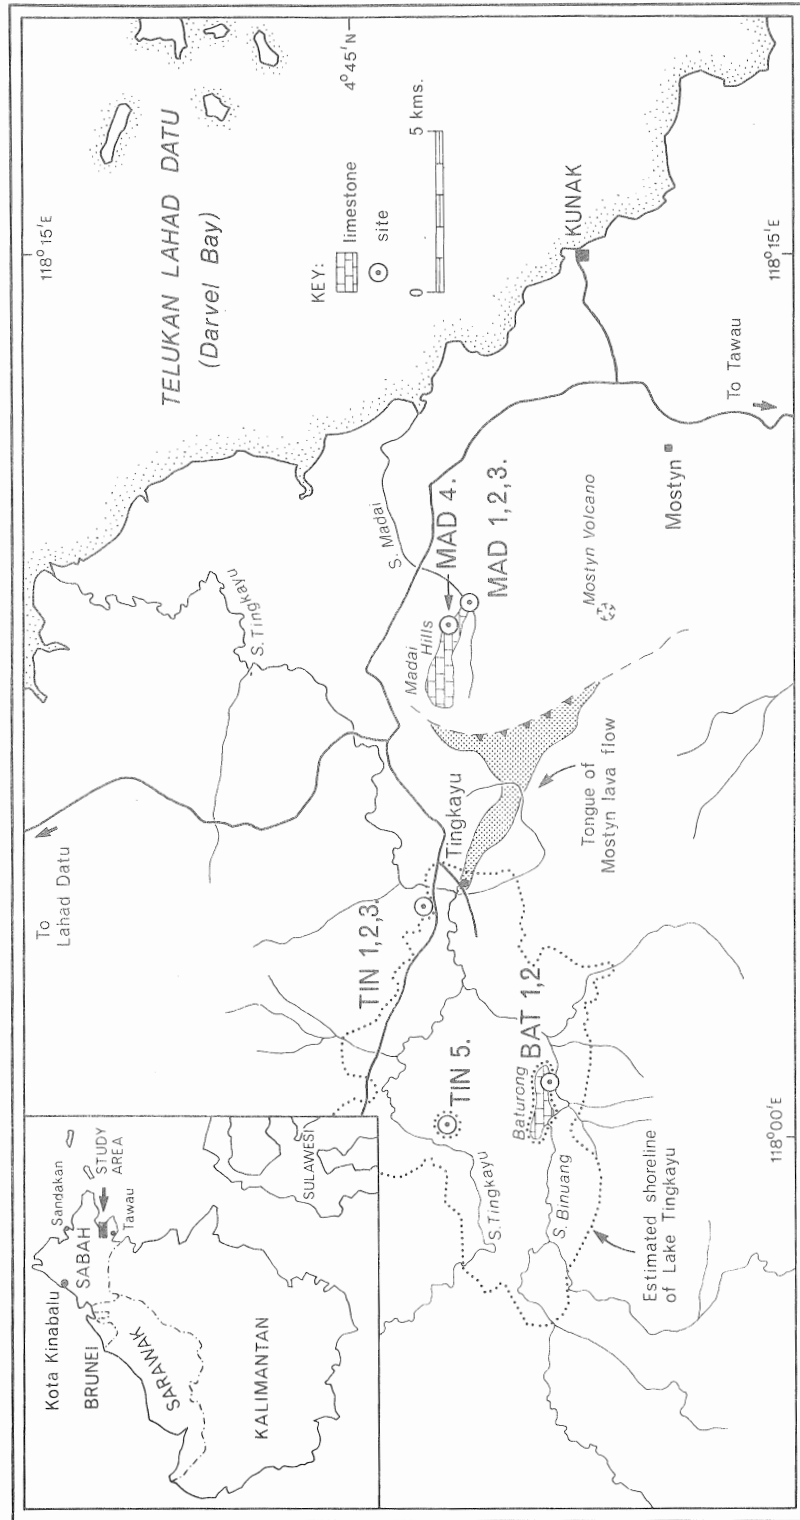 Kota Kinabalu
Sandakan
BRUNEI
SABAH
STUDY
AREA
Tawau
SARAWAK
KALIMANTAN
SULAWESI
To
Lahad Datu
TELUKAN LAHAD DATU
(Darvel Bay)
118° 15'E
4° 45'N
KEY:
limestone
site
0
5 kms.
S. Tingkayu
S. Madai
TIN 1,2,3.
Tingkayu
Madai
Hills
MAD 4.
MAD 1,2,3.
KUNAK
TIN 5.
S. Tingkayu
Baturong
BAT 1,2
S. Binuang
Estimated shoreline
of Lake Tingkayu
Tongue of
Mostyn lava flow
Mostyn Volcano
Mostyn
To Tawau
118° 00'E
118° 15'E